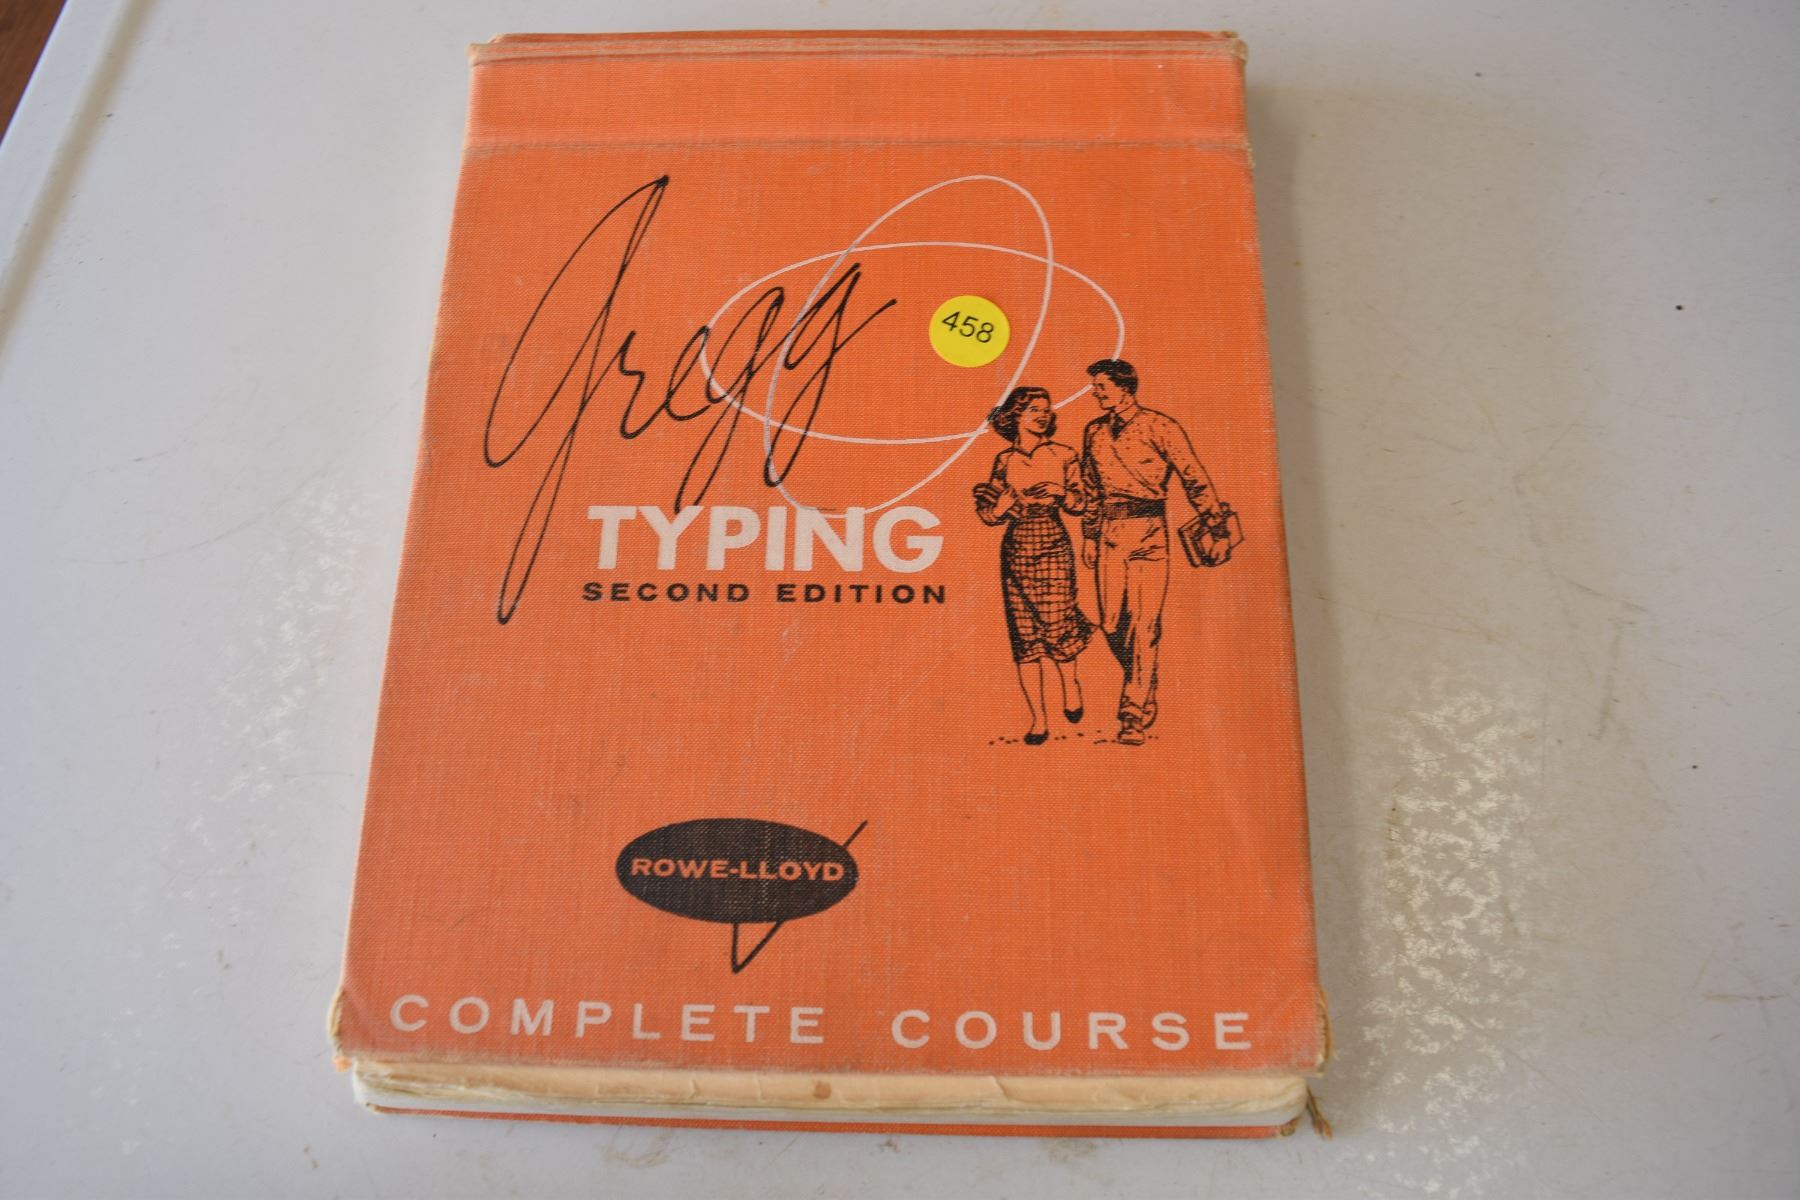 Gregg
458
TYPING
SECOND EDITION
ROWE-LLOYD
COMPLETE COURSE